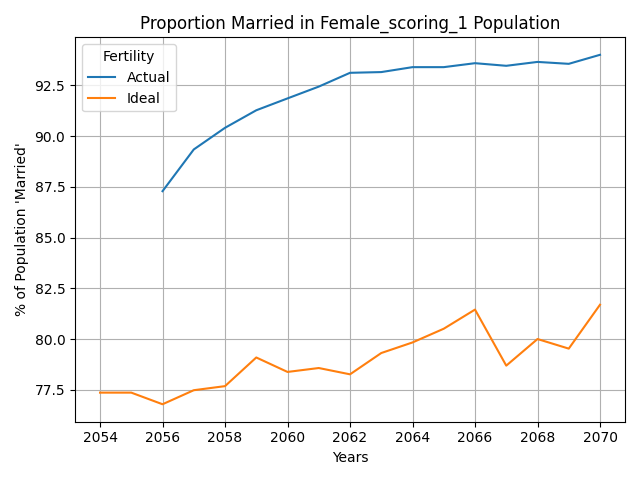 Proportion Married in Female_scoring_1 Population
Fertility
Actual
Ideal
% of Population 'Married'
92.5
90.0
87.5
85.0
82.5
80.0
77.5
2054 2056 2058 2060 2062 2064 2066 2068 2070
Years